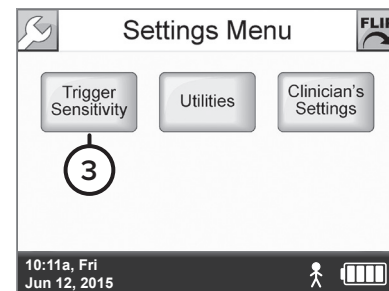 Settings Menu
FLIP
Trigger
Sensitivity
Utilities
Clinician's
Settings
3
10:11a, Fri
Jun 12, 2015